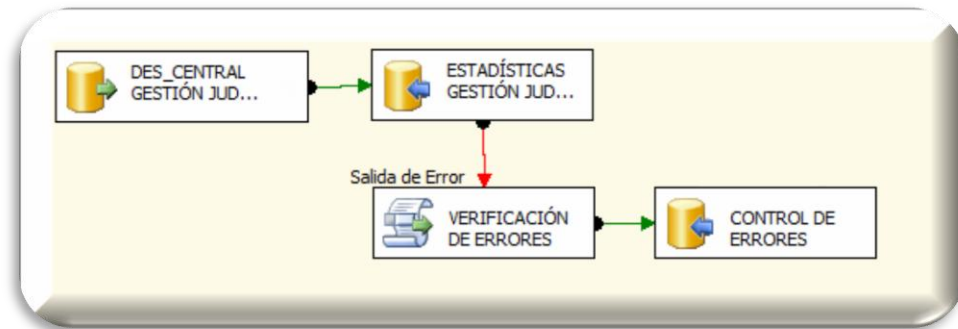 DES_CENTRAL
GESTIÓN JUD...
ESTADÍSTICAS
GESTIÓN JUD...
Salida de Error
VERIFICACIÓN
DE ERRORES
CONTROL DE
ERRORES